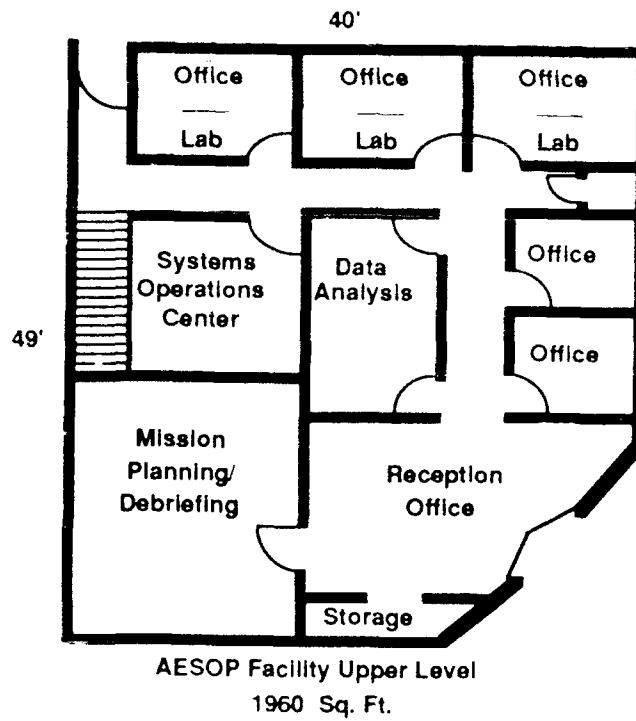 40'
Office
Lab
Office
Lab
Office
Lab
Systems
Operations
Center
Data
Analysis
Office
49'
Office
Mission
Planning/
Debriefing
Reception
Office
Storage
AESOP Facility Upper Level
1960 Sq. Ft.